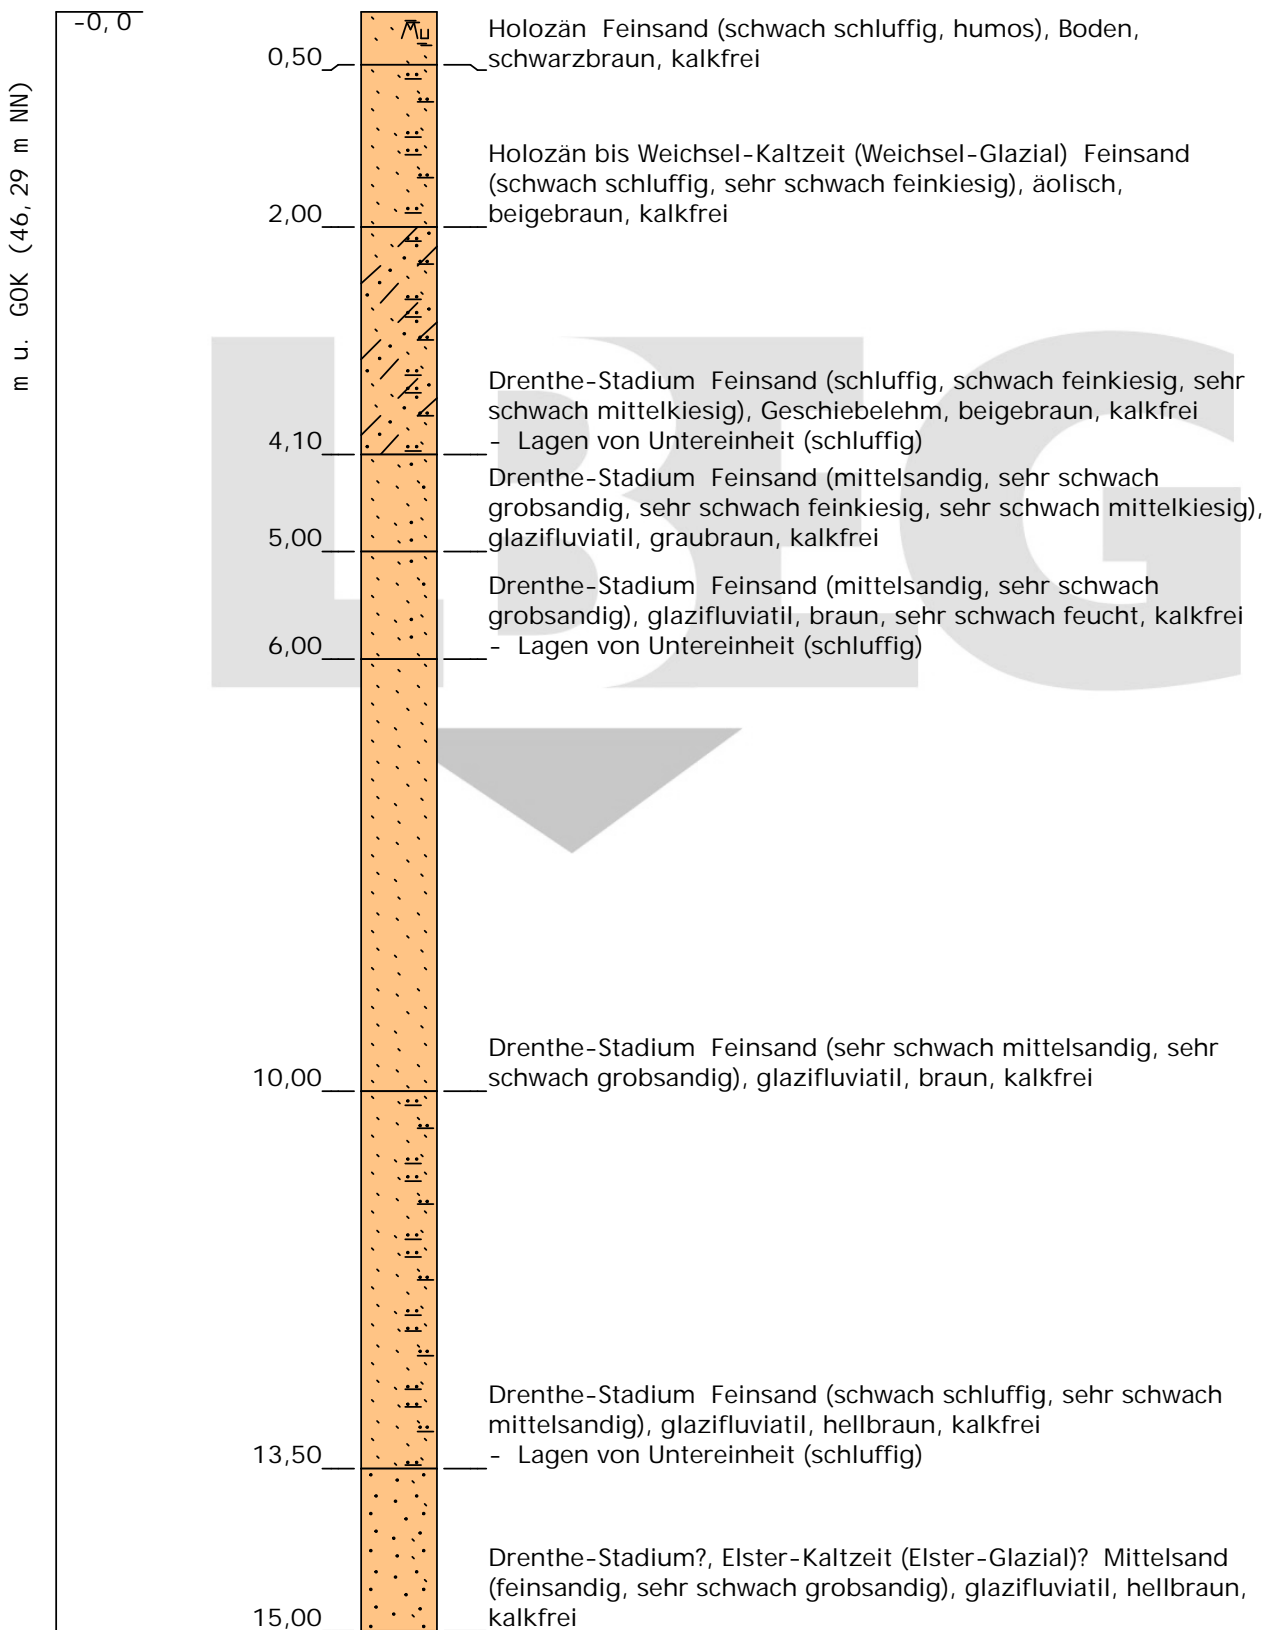 -0, 0
m u. GOK (46, 29 m NN)
Mu
Holozän Feinsand (schwach schluffig, humos), Boden,
schwarzbraun, kalkfrei
0,50
Holozän bis Weichsel-Kaltzeit (Weichsel-Glazial) Feinsand
(schwach schluffig, sehr schwach feinkiesig), äolisch,
beigebraun, kalkfrei
2,00
Drenthe-Stadium Feinsand (schluffig, schwach feinkiesig, sehr
schwach mittelkiesig), Geschiebelehm, beigebraun, kalkfrei
- Lagen von Untereinheit (schluffig)
4,10
Drenthe-Stadium Feinsand (mittelsandig, sehr schwach
grobsandig, sehr schwach feinkiesig, sehr schwach mittelkiesig),
glazifluviatil, graubraun, kalkfrei
5,00
Drenthe-Stadium Feinsand (mittelsandig, sehr schwach
grobsandig), glazifluviatil, braun, sehr schwach feucht, kalkfrei
- Lagen von Untereinheit (schluffig)
6,00
LBEG
Drenthe-Stadium Feinsand (sehr schwach mittelsandig, sehr
schwach grobsandig), glazifluviatil, braun, kalkfrei
10,00
Drenthe-Stadium Feinsand (schwach schluffig, sehr schwach
mittelsandig), glazifluviatil, hellbraun, kalkfrei
- Lagen von Untereinheit (schluffig)
13,50
Drenthe-Stadium?, Elster-Kaltzeit (Elster-Glazial)? Mittelsand
(feinsandig, sehr schwach grobsandig), glazifluviatil, hellbraun,
kalkfrei
15,00